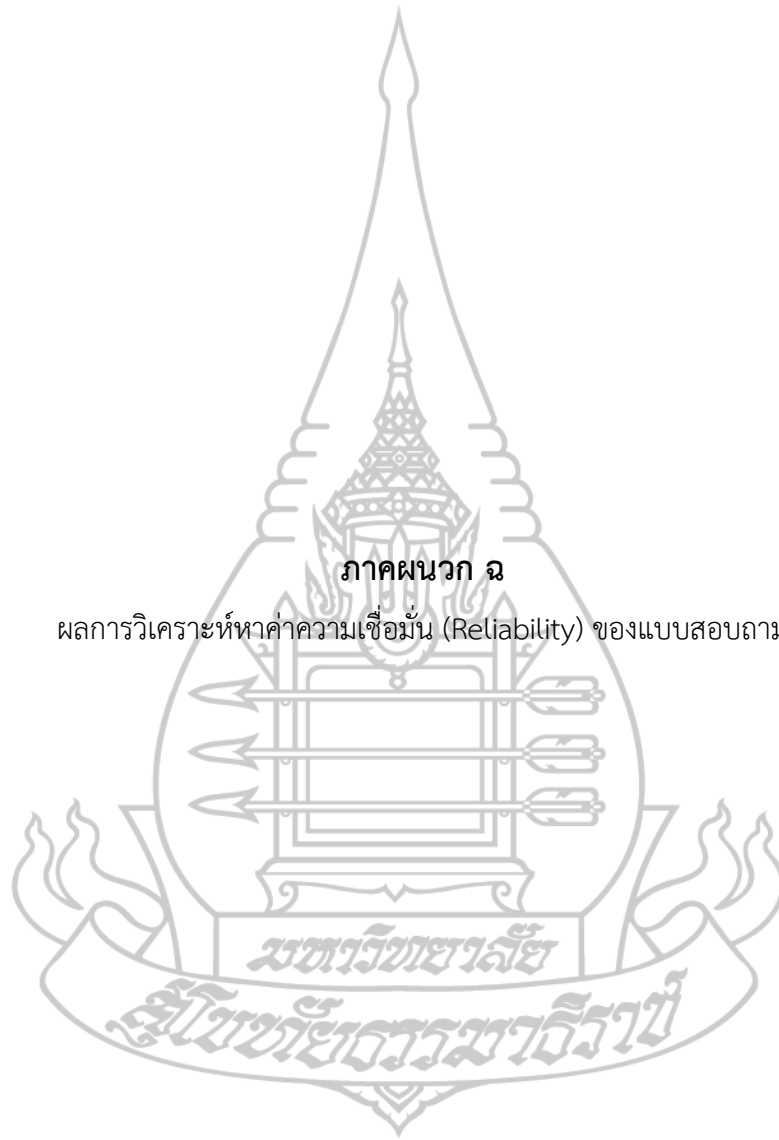 ภาคผนวก ฉ
ผลการวิเคราะห์หาค่าความเชื่อมั่น (Reliability) ของแบบสอบถาม
มหาวิทยาลัย
สุโขทัยธรรมาธิราช